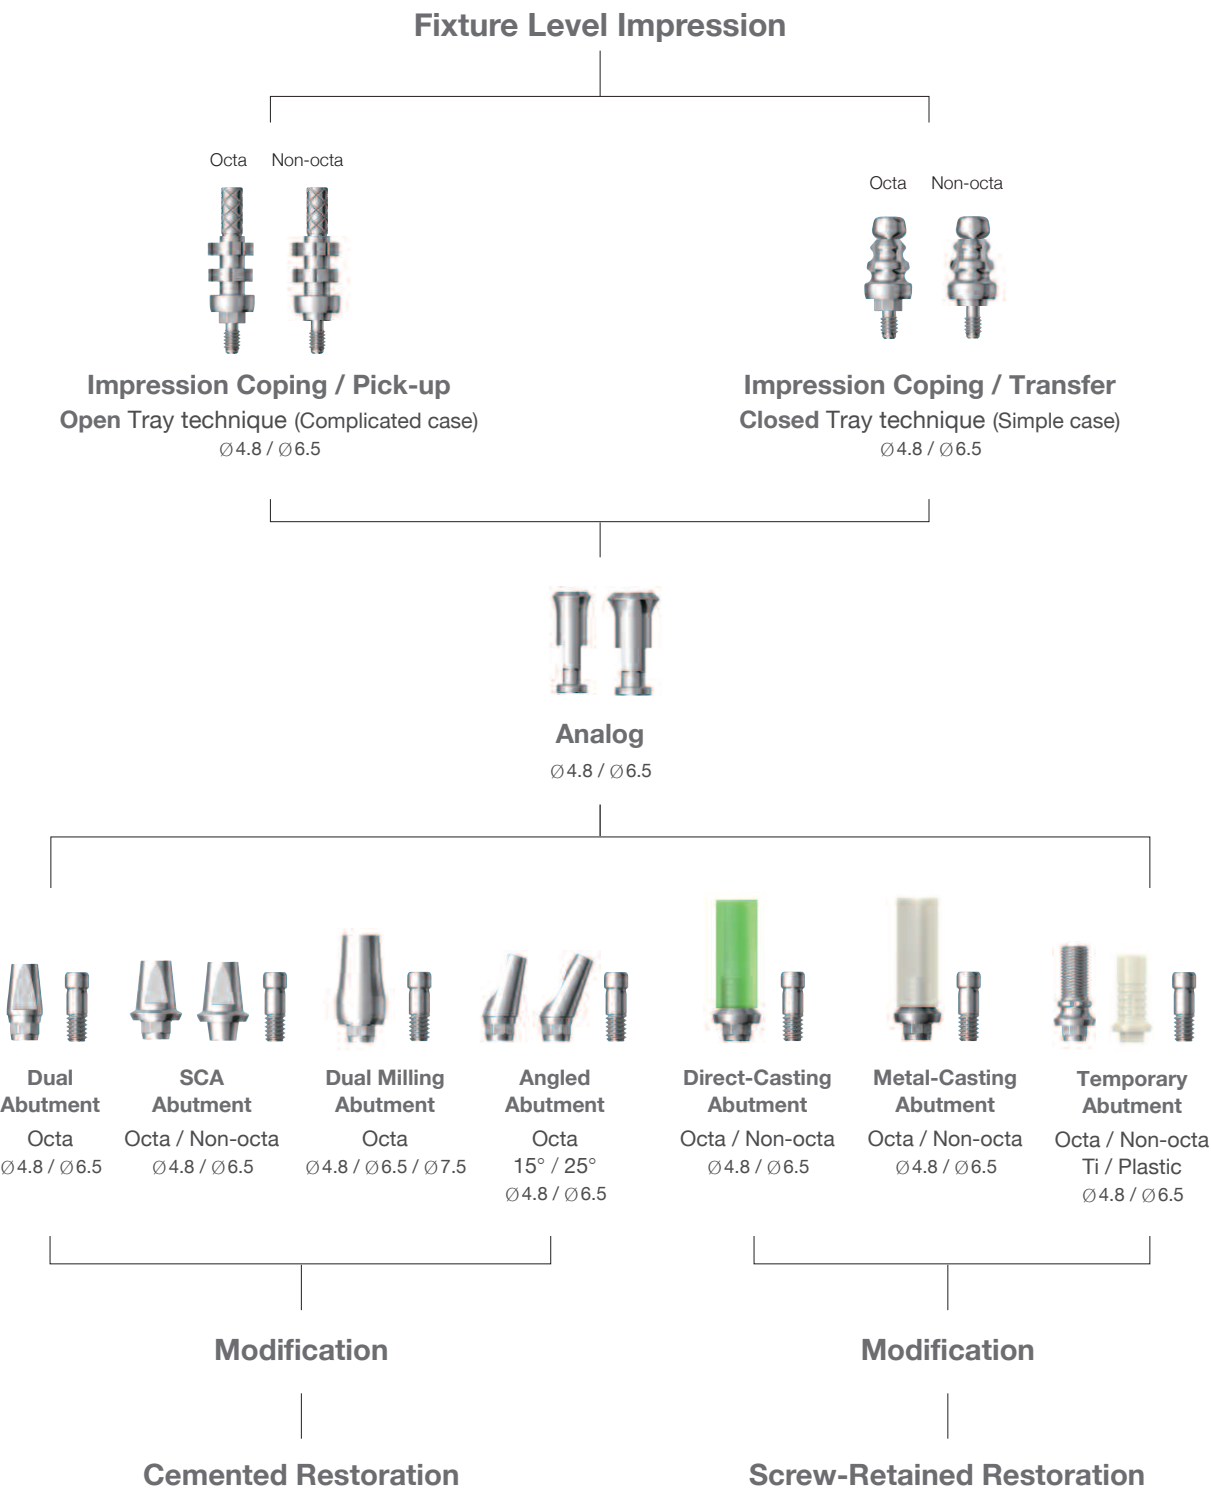 Fixture Level Impression
Octa Non-octa
Octa Non-octa
Impression Coping / Pick-up
Open Tray technique (Complicated case)
Ø4.8 / Ø6.5
Impression Coping / Transfer
Closed Tray technique (Simple case)
Ø4.8 / Ø6.5
Analog
Ø4.8 / Ø6.5
Dual
Abutment
Octa
Ø4.8 / Ø6.5
SCA
Abutment
Octa / Non-octa
Ø4.8 / Ø6.5
Dual Milling
Abutment
Octa
Ø4.8 / Ø6.5 / Ø7.5
Angled
Abutment
Octa
15° / 25°
Ø4.8 / Ø6.5
Direct-Casting
Abutment
Octa / Non-octa
Ø4.8 / Ø6.5
Metal-Casting
Abutment
Octa / Non-octa
Ø4.8 / Ø6.5
Temporary
Abutment
Octa / Non-octa
Ti / Plastic
Ø4.8 / Ø6.5
Modification
Modification
Cemented Restoration
Screw-Retained Restoration